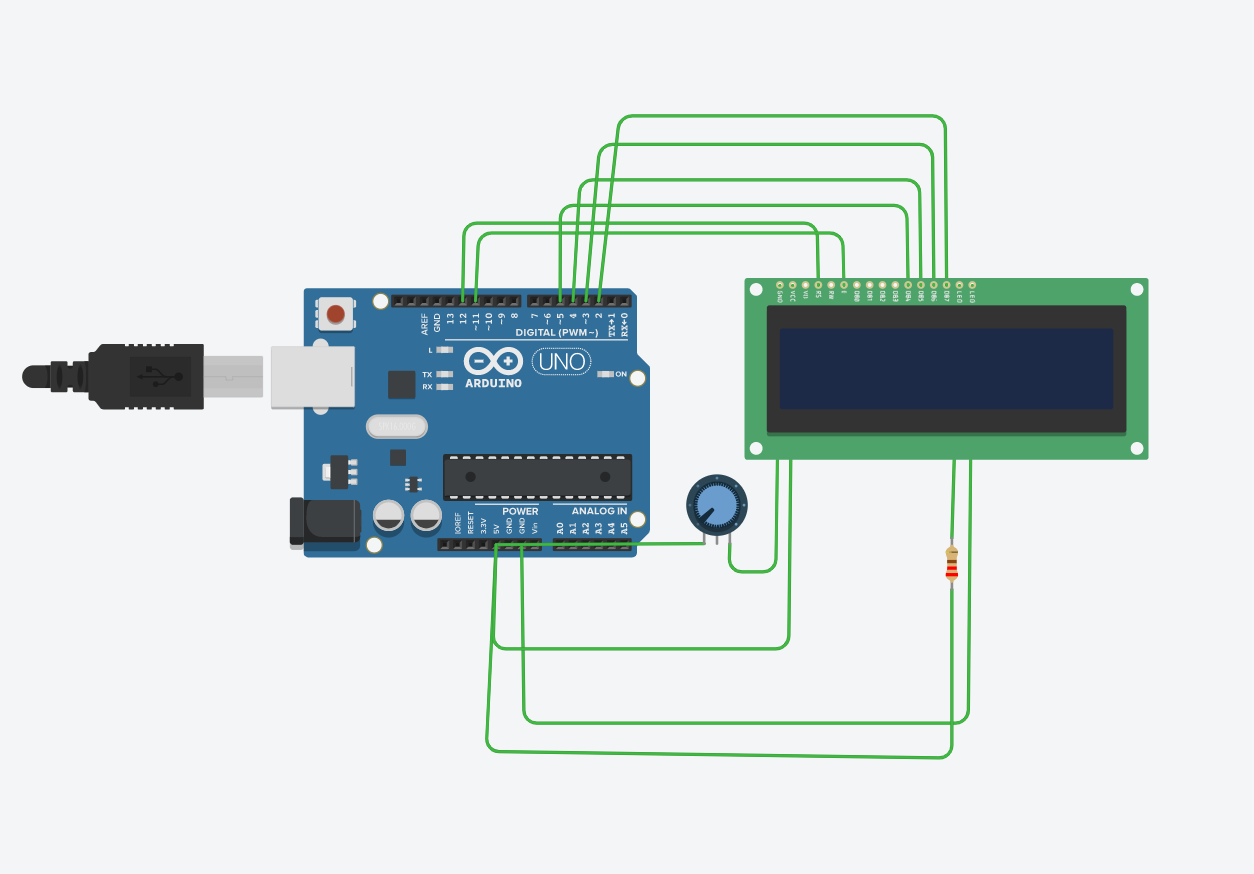 AREF
GND
13
12
~11
~10
~9
8
7
~6
~5
4
~3
2
TX→1
RX←0
DIGITAL (PWM~)
L
TX
RX
UNO
ARDUINO
ON
GND
VCC
V0
RS
RW
E
DB0
DB1
DB2
DB3
DB4
DB5
DB6
DB7
LED
LED
POWER
ANALOG IN
IOREF
RESET
3.3V
5V
GND
GND
Vin
A0
A1
A2
A3
A4
A5